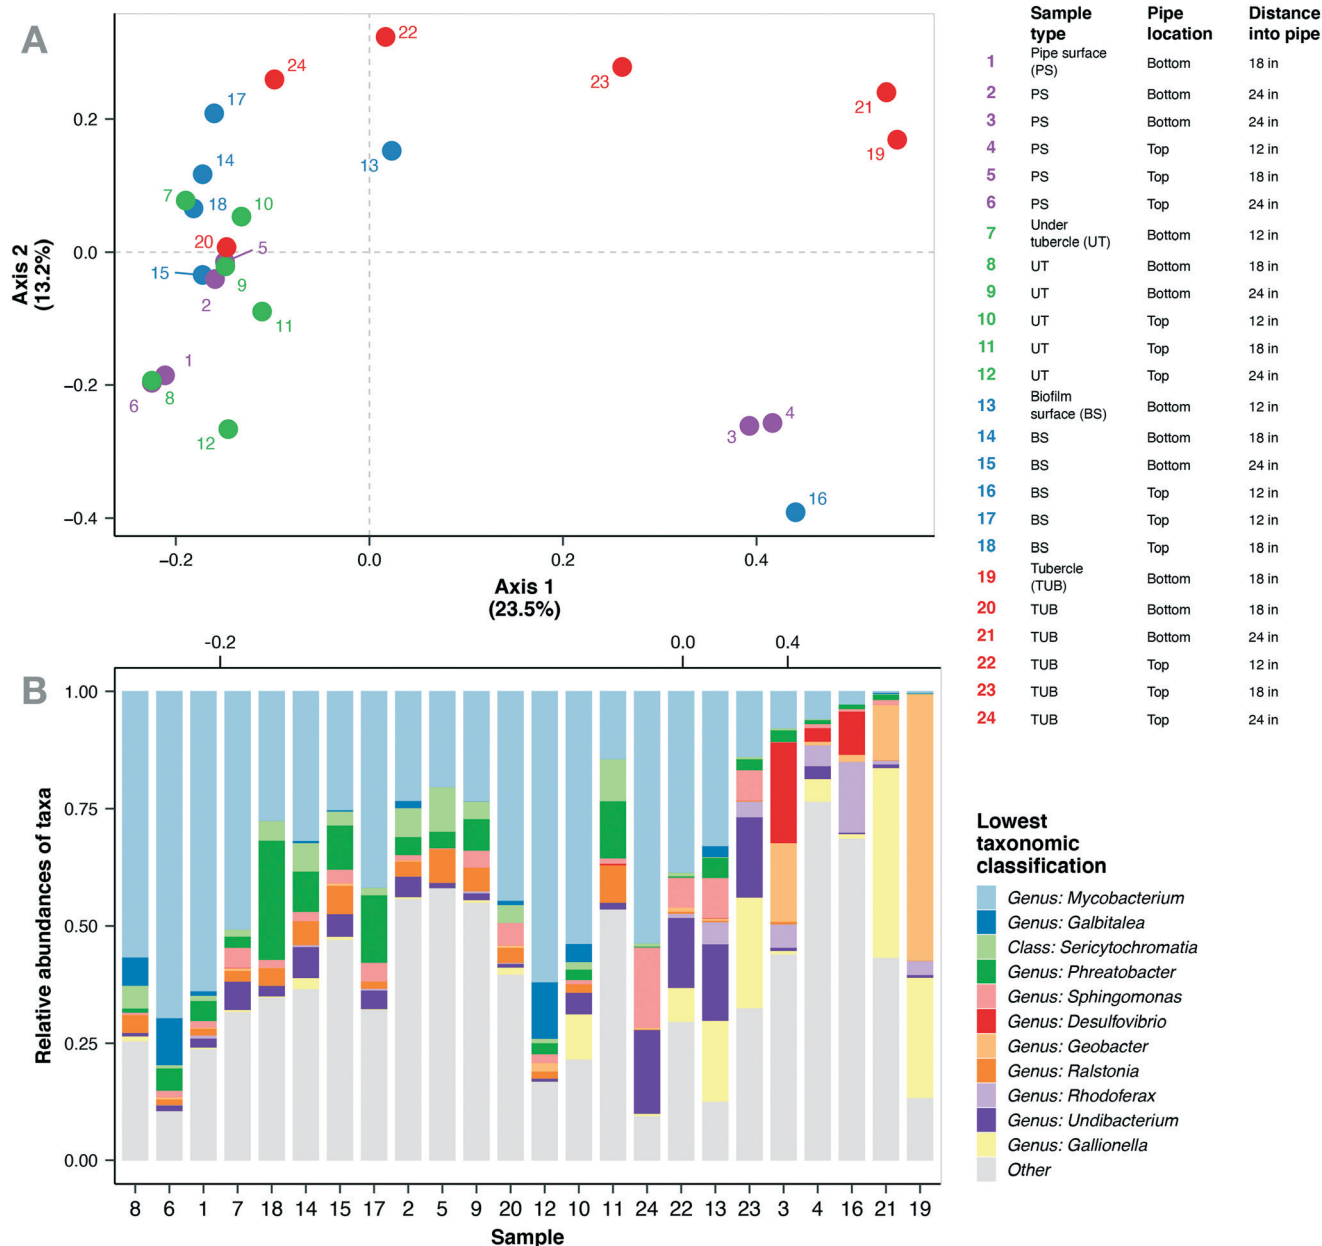 A
22
24
23
17
21
0.2
19
13
14
7
18
10
20
5
0.0
15
9
2
11
1
−0.2
6
8
12
4
3
16
−0.4
−0.2
0.0
0.2
0.4
Axis 2
(13.2%)
Axis 1
(23.5%)
Sample type Pipe location Distance into pipe
1 Pipe surface (PS) Bottom 18 in
2 PS Bottom 24 in
3 PS Bottom 24 in
4 PS Top 12 in
5 PS Top 18 in
6 PS Top 24 in
7 Under tubercle (UT) Bottom 12 in
8 UT Bottom 18 in
9 UT Bottom 24 in
10 UT Top 12 in
11 UT Top 18 in
12 UT Top 24 in
13 Biofilm surface (BS) Bottom 12 in
14 BS Bottom 18 in
15 BS Bottom 24 in
16 BS Top 12 in
17 BS Top 12 in
18 BS Top 18 in
19 Tubercle (TUB) Bottom 18 in
20 TUB Bottom 18 in
21 TUB Bottom 24 in
22 TUB Top 12 in
23 TUB Top 18 in
24 TUB Top 24 in
B
-0.2 0.0 0.4
1.00
0.75
0.50
0.25
0.00
Relative abundances of taxa
8 6 1 7 18 14 15 17 2 5 9 20 12 10 11 24 22 13 23 3 4 16 21 19
Sample
Lowest
taxonomic
classification
Genus: Mycobacterium
Genus: Galbitalea
Class: Sericytochromatia
Genus: Phreatobacter
Genus: Sphingomonas
Genus: Desulfovibrio
Genus: Geobacter
Genus: Ralstonia
Genus: Rhodoferax
Genus: Undibacterium
Genus: Gallionella
Other